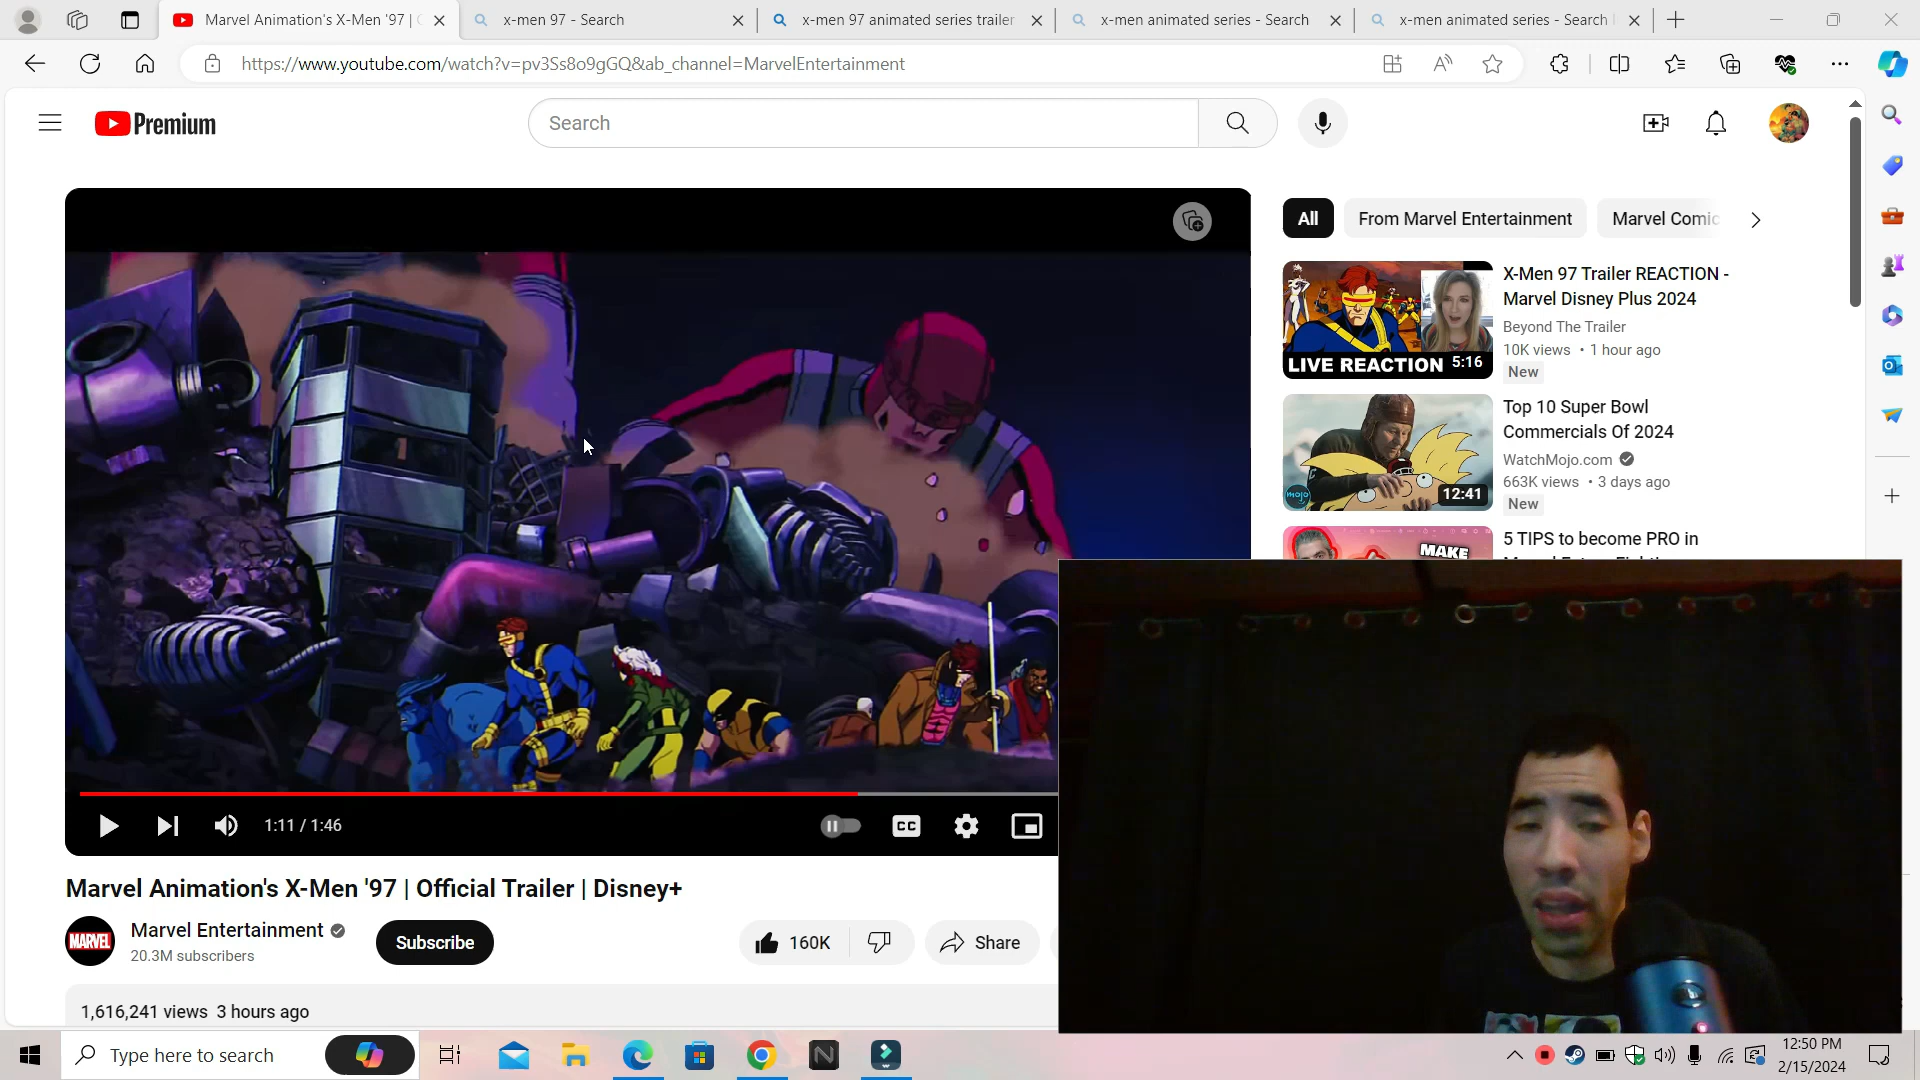 Marvel Animation's X-Men '97 |
x-men 97 - Search
x-men 97 animated series trailer
x-men animated series - Search
x-men animated series - Search
https://www.youtube.com/watch?v=pv3Ss8o9gGQ&ab_channel=MarvelEntertainment
Premium
Search
All
From Marvel Entertainment
Marvel Comic
LIVE REACTION
5:16
X-Men 97 Trailer REACTION -
Marvel Disney Plus 2024
Beyond The Trailer
10K views • 1 hour ago
New
mojo
12:41
Top 10 Super Bowl
Commercials Of 2024
WatchMojo.com
663K views • 3 days ago
New
MAKE
5 TIPS to become PRO in
1:11 / 1:46
CC
Marvel Animation's X-Men '97 | Official Trailer | Disney+
MARVEL
Marvel Entertainment
20.3M subscribers
Subscribe
160K
Share
1,616,241 views 3 hours ago
Type here to search
12:50 PM
2/15/2024